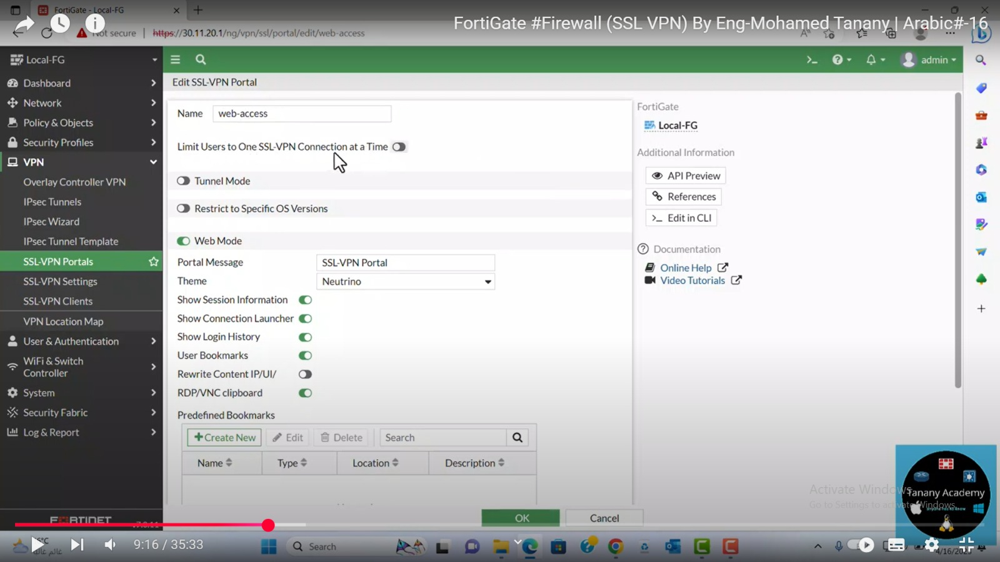 FortiGate - Local-FG
FortiGate #Firewall (SSL VPN) By Eng-Mohamed Tanany | Arabic#-16
Not secure | https://30.11.20.1/ng/vpn/ssl/portal/edit/web-access
Local-FG
admin
Dashboard
Network
Policy & Objects
Security Profiles
VPN
Overlay Controller VPN
IPsec Tunnels
IPsec Wizard
IPsec Tunnel Template
SSL-VPN Portals
SSL-VPN Settings
SSL-VPN Clients
VPN Location Map
User & Authentication
WiFi & Switch
Controller
System
Security Fabric
Log & Report
FORTINET
Edit SSL-VPN Portal
Name web-access
Limit Users to One SSL-VPN Connection at a Time
Tunnel Mode
Restrict to Specific OS Versions
Web Mode
Portal Message SSL-VPN Portal
Theme Neutrino
Show Session Information
Show Connection Launcher
Show Login History
User Bookmarks
Rewrite Content IP/UI/
RDP/VNC clipboard
Predefined Bookmarks
+Create New Edit Delete Search
Name Type Location Description
OK Cancel
FortiGate
Local-FG
Additional Information
API Preview
References
>_ Edit in CLI
Documentation
Online Help
Video Tutorials
Activate Windows
Go to Settings to activate Windows.
Tanany Academy
9:16 / 35:33
Search